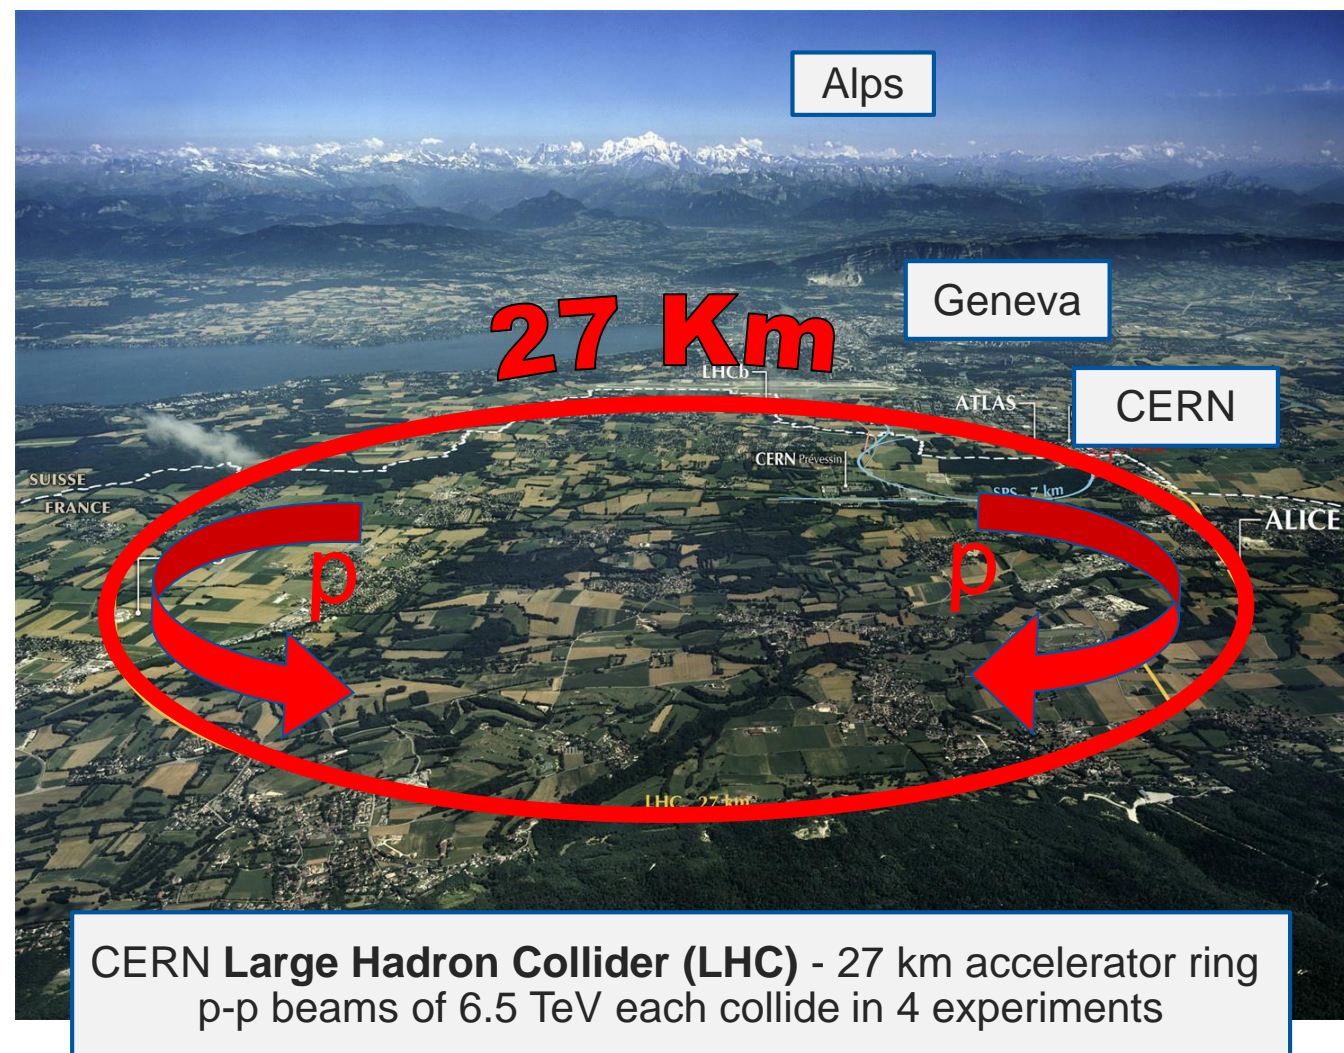 Alps
Geneva
27 Km
LHCb
ATLAS
CERN
CERN Prévessin
SUISSE
FRANCE
SPS 7 km
ALICE
p
p
LHC 27 km
CERN Large Hadron Collider (LHC) - 27 km accelerator ring
p-p beams of 6.5 TeV each collide in 4 experiments